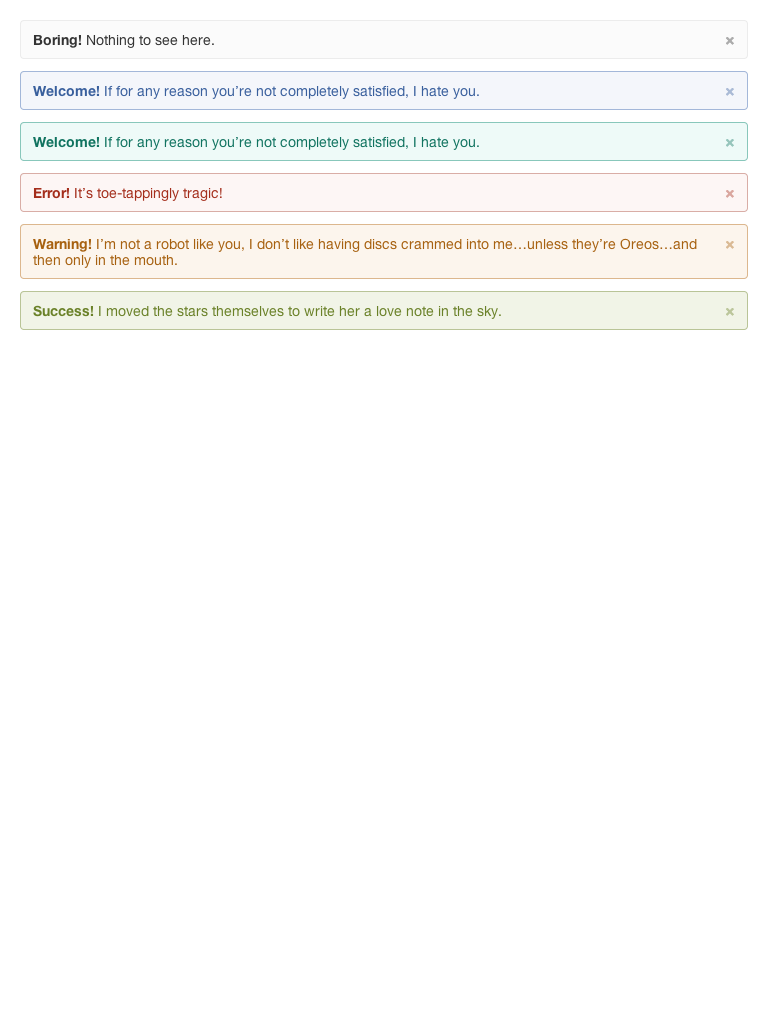 Boring! Nothing to see here. ×
Welcome! If for any reason you’re not completely satisfied, I hate you. ×
Welcome! If for any reason you’re not completely satisfied, I hate you. ×
Error! It’s toe-tappingly tragic! ×
Warning! I’m not a robot like you, I don’t like having discs crammed into me…unless they’re Oreos…and ×
then only in the mouth.
Success! I moved the stars themselves to write her a love note in the sky. ×